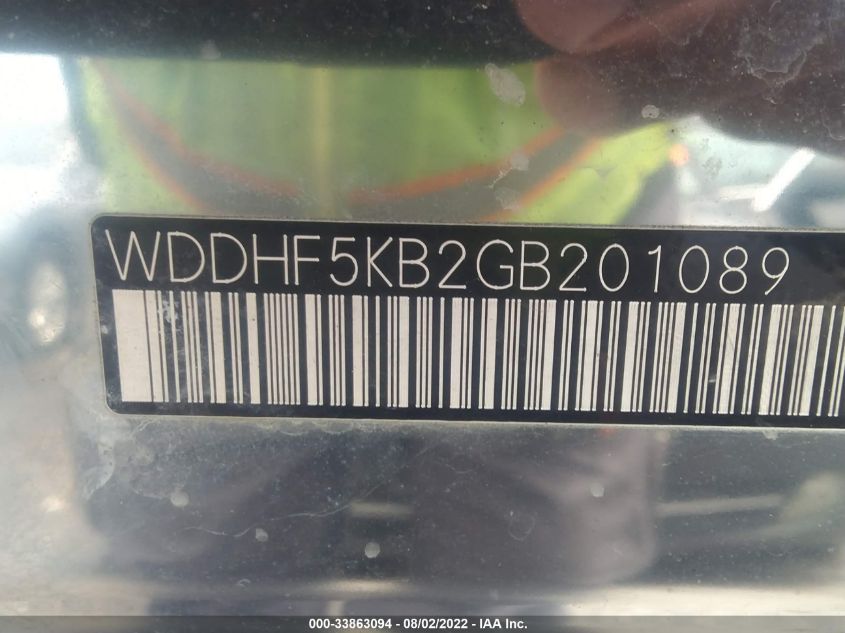 WDDHF5KB2GB201089
000-33863094 - 08/02/2022 - IAA Inc.